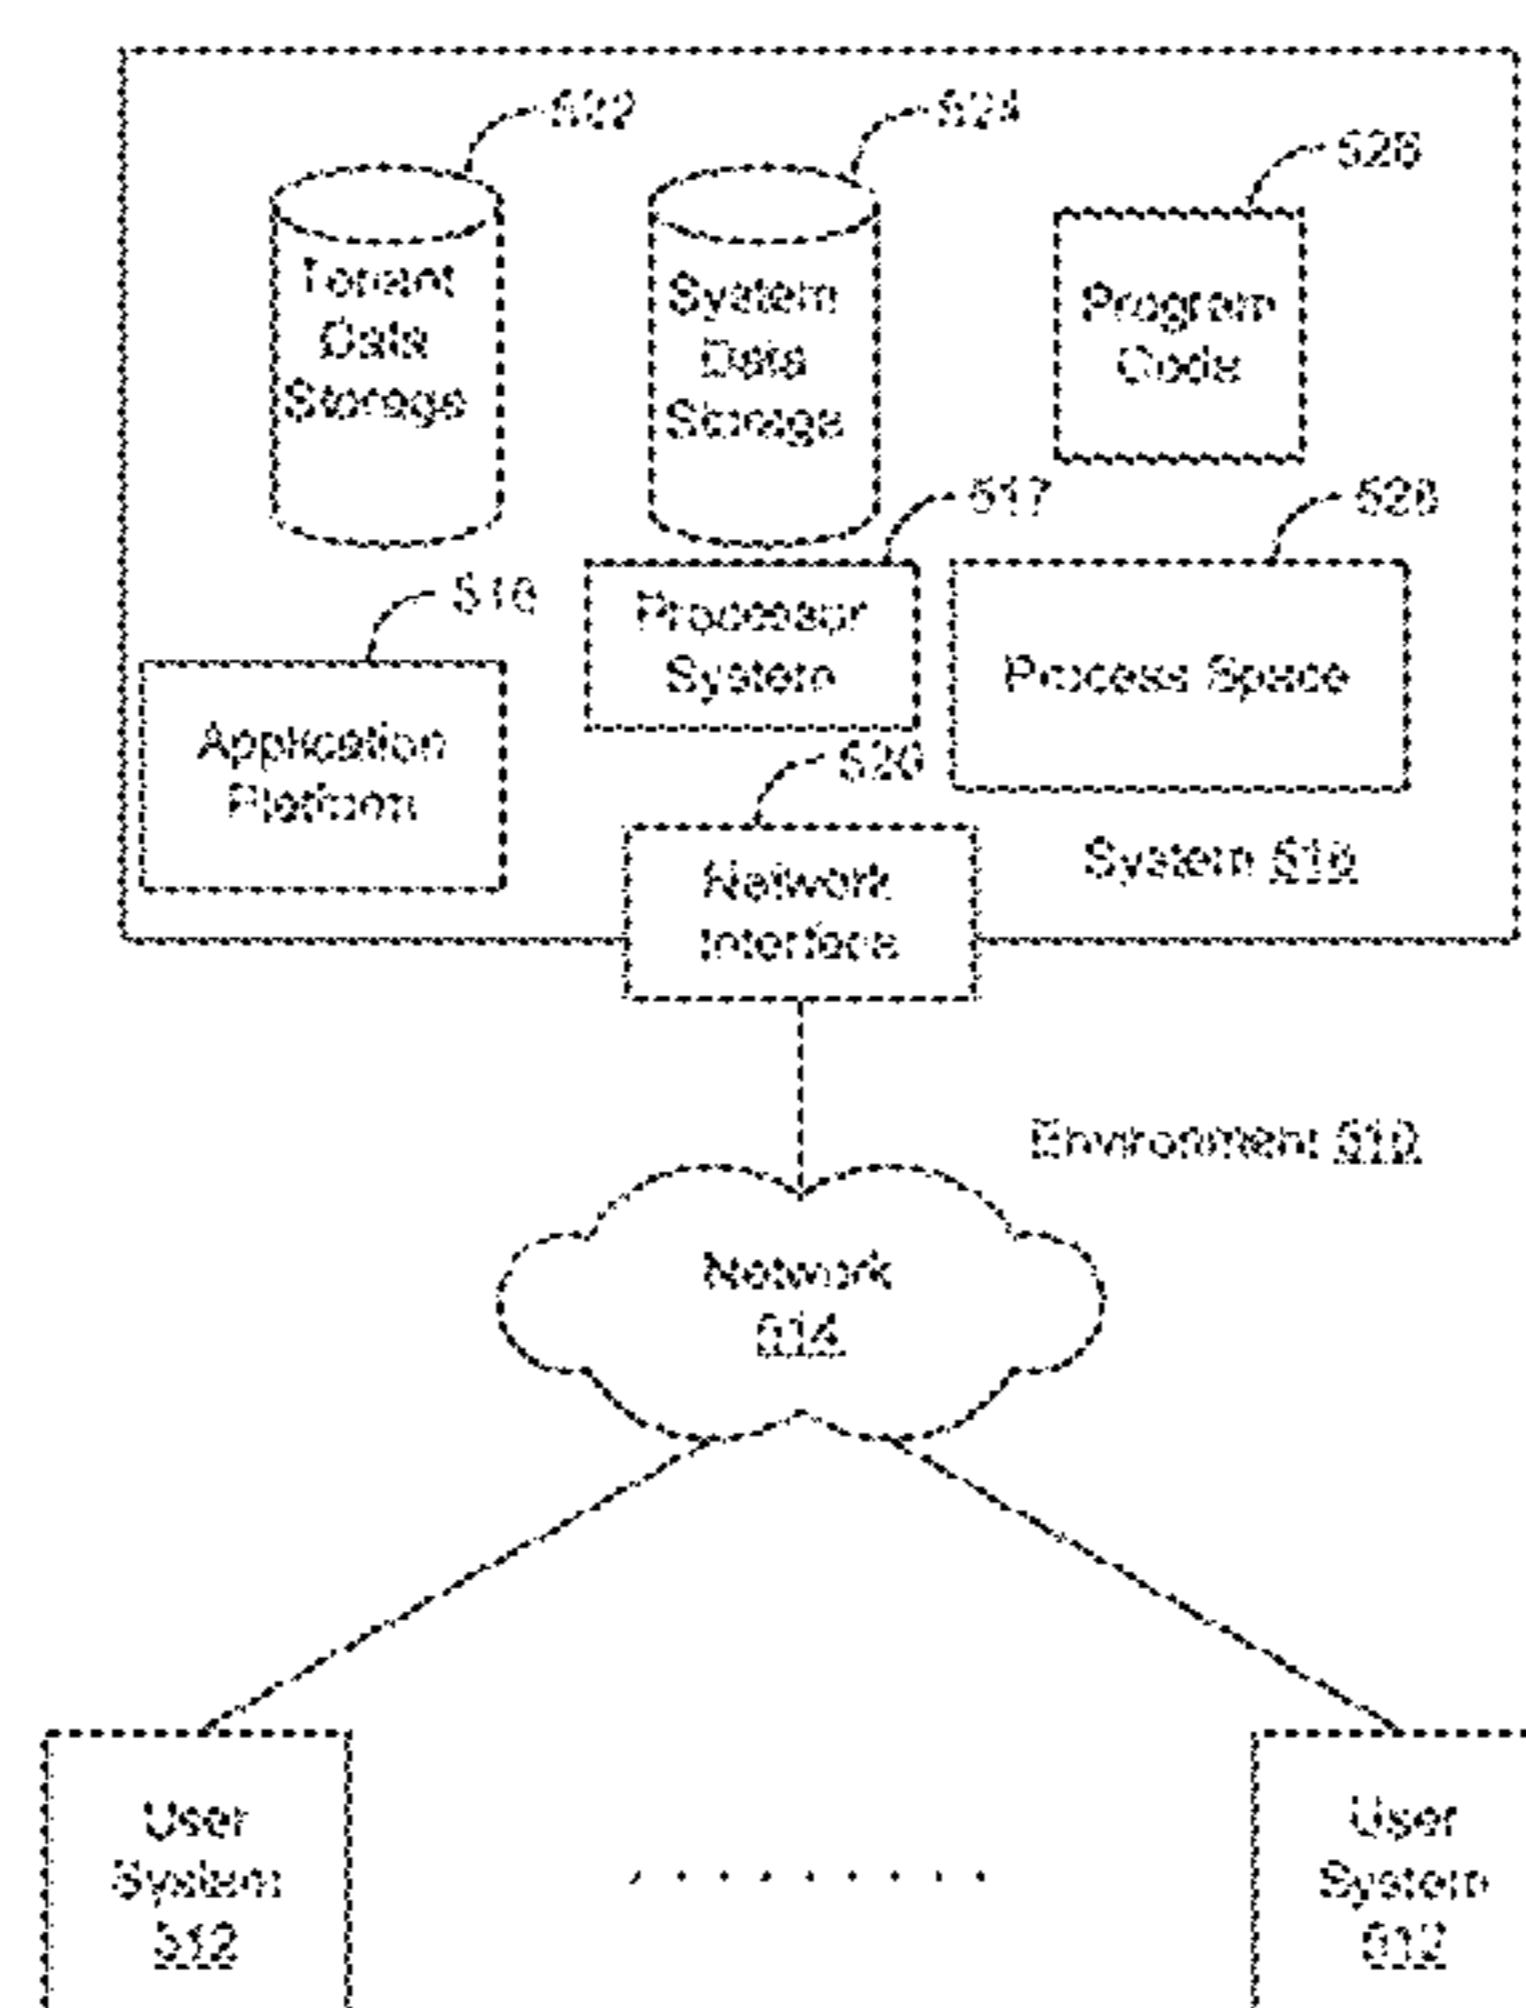 522
524
526
Tenant
Data
Storage
System
Data
Storage
Program
Code
517
528
Processor
System
Process Space
Application
Platform
520
Network
Interface
System 516
Environment 510
Network
514
User
System
512
User
System
512